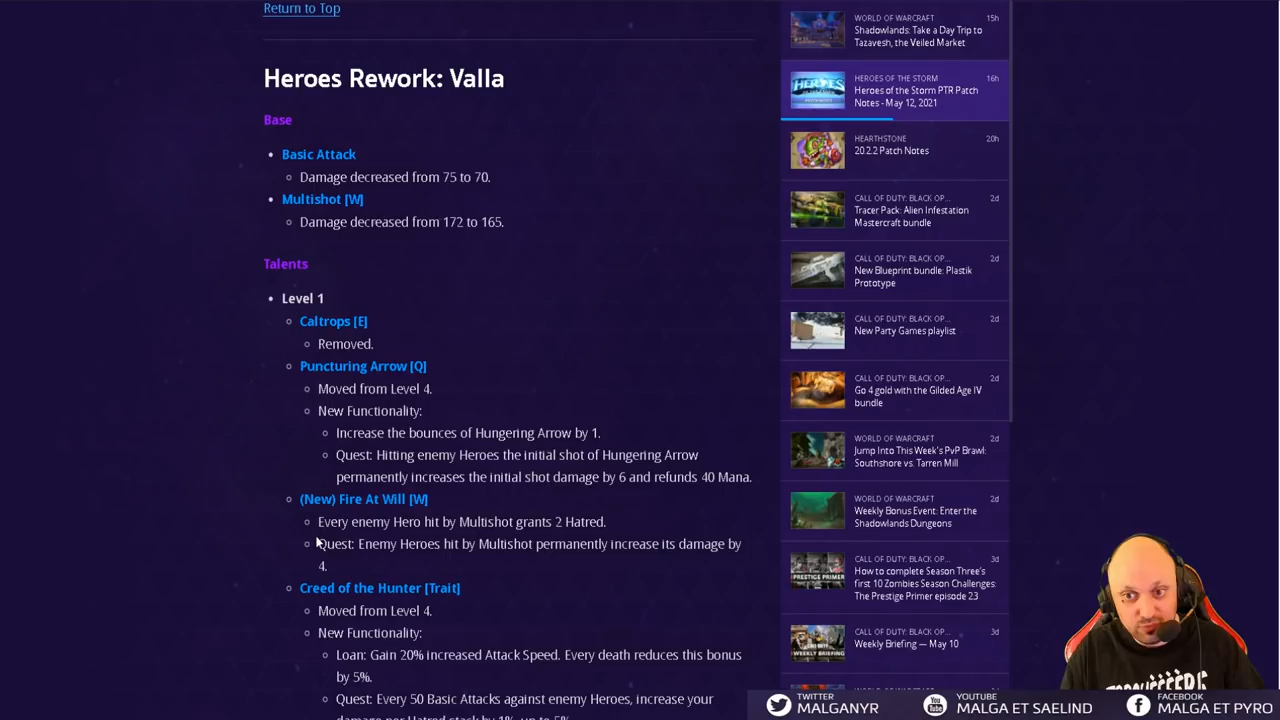 Return to Top
Heroes Rework: Valla
Base
Basic Attack
Damage decreased from 75 to 70.
Multishot [W]
Damage decreased from 172 to 165.
Talents
Level 1
Caltrops [E]
Removed.
Puncturing Arrow [Q]
Moved from Level 4.
New Functionality:
Increase the bounces of Hungering Arrow by 1.
Quest: Hitting enemy Heroes the initial shot of Hungering Arrow
permanently increases the initial shot damage by 6 and refunds 40 Mana.
(New) Fire At Will [W]
Every enemy Hero hit by Multishot grants 2 Hatred.
Quest: Enemy Heroes hit by Multishot permanently increase its damage by
4.
Creed of the Hunter [Trait]
Moved from Level 4.
New Functionality:
Loan: Gain 20% increased Attack Speed. Every death reduces this bonus
by 5%.
Quest: Every 50 Basic Attacks against enemy Heroes, increase your
damage per Hatred stack by 1%, up to 5%.
WORLD OF WARCRAFT 15h
Shadowlands: Take a Day Trip to
Tazavesh, the Veiled Market
HEROES OF THE STORM 16h
Heroes of the Storm PTR Patch
Notes - May 12, 2021
HEARTHSTONE 20h
20.2.2 Patch Notes
CALL OF DUTY: BLACK OP... 2d
Tracer Pack: Alien Infestation
Mastercraft bundle
CALL OF DUTY: BLACK OP... 2d
New Blueprint bundle: Plastik
Prototype
CALL OF DUTY: BLACK OP... 2d
New Party Games playlist
CALL OF DUTY: BLACK OP... 2d
Go 4 gold with the Gilded Age IV
bundle
WORLD OF WARCRAFT 2d
Jump Into This Week's PvP Brawl:
Southshore vs. Tarren Mill
WORLD OF WARCRAFT 2d
Weekly Bonus Event: Enter the
Shadowlands Dungeons
CALL OF DUTY: BLACK OP... 3d
How to complete Season Three's
first 10 Zombies Season Challenges:
The Prestige Primer episode 23
CALL OF DUTY: BLACK OP... 3d
Weekly Briefing — May 10
HEROES
PRESTIGE PRIMER
WEEKLY BRIEFING
TWITTER
MALGANYR
YOUTUBE
MALGA ET SAELIND
FACEBOOK
MALGA ET PYRO